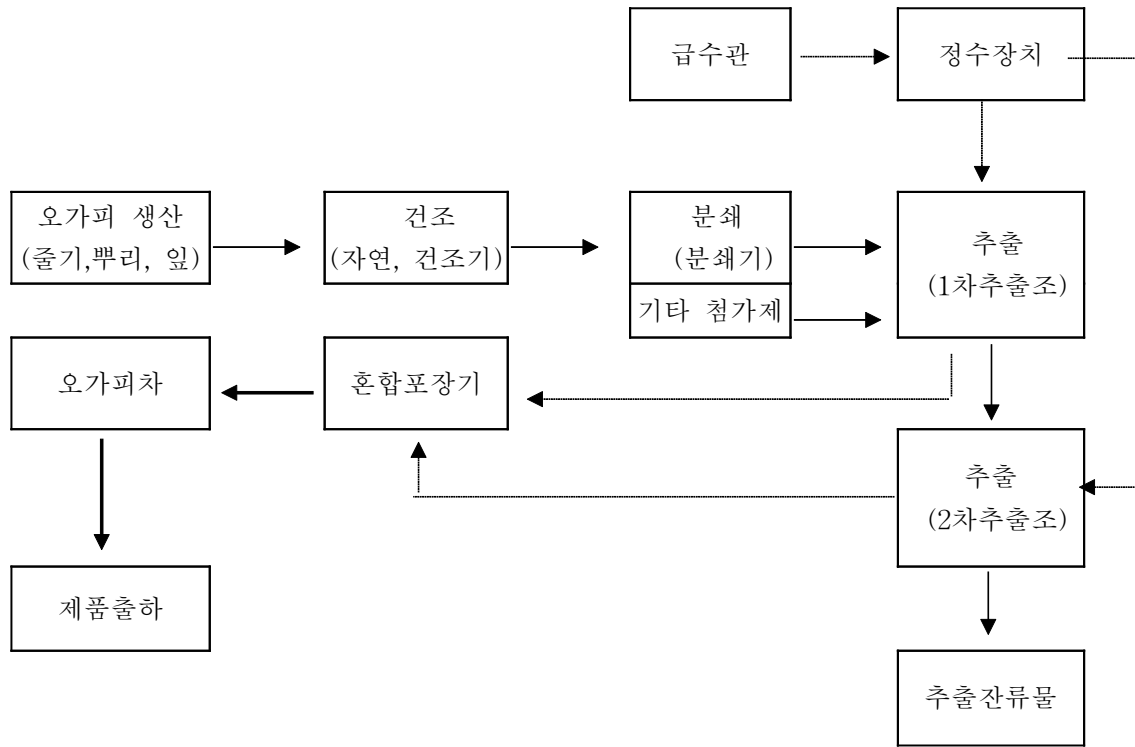 급수관
정수장치
오가피 생산
(줄기,뿌리, 잎)
건조
(자연, 건조기)
분쇄
(분쇄기)
기타 첨가제
추출
(1차추출조)
오가피차
혼합포장기
추출
(2차추출조)
제품출하
추출잔류물